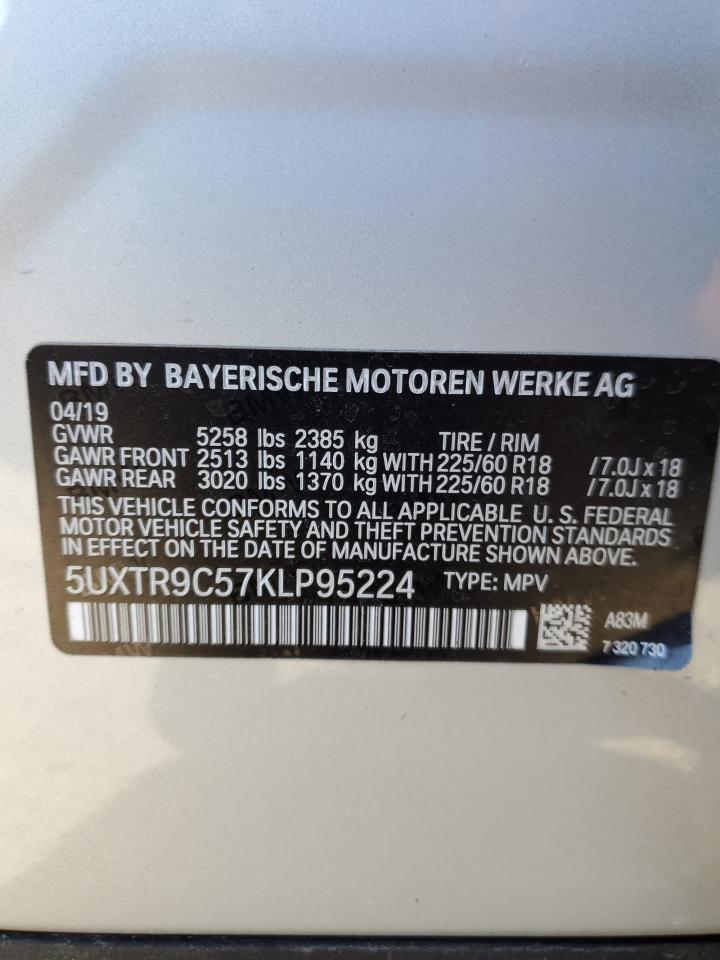 MFD BY BAYERISCHE MOTOREN WERKE AG
04/19
GVWR 5258 lbs 2385 kg TIRE / RIM
GAWR FRONT 2513 lbs 1140 kg WITH 225/60 R18 /7.0J x 18
GAWR REAR 3020 lbs 1370 kg WITH 225/60 R18 /7.0J x 18
THIS VEHICLE CONFORMS TO ALL APPLICABLE U. S. FEDERAL
MOTOR VEHICLE SAFETY AND THEFT PREVENTION STANDARDS
IN EFFECT ON THE DATE OF MANUFACTURE SHOWN ABOVE.
5UXTR9C57KLP95224 TYPE: MPV
A83M
7 320 730